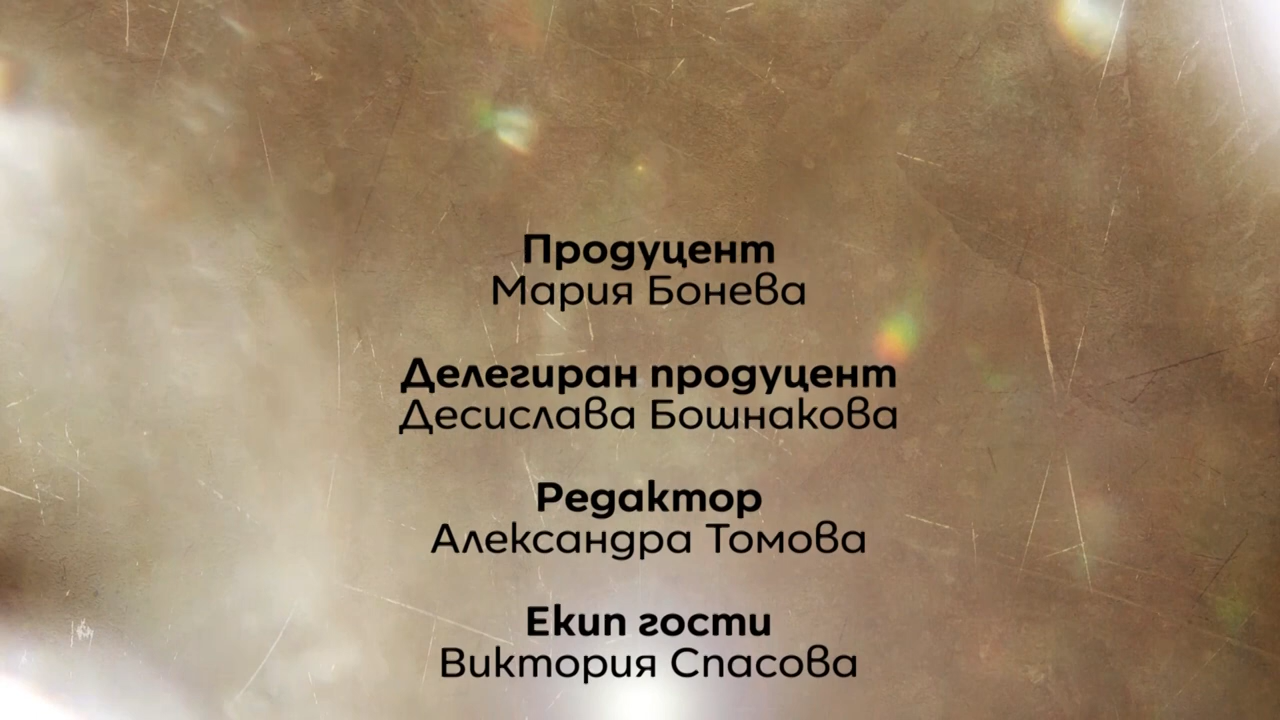 Продуцент
Мария Бонева
Делегиран продуцент
Десислава Бошнакова
Редактор
Александра Томова
Екип гости
Виктория Спасова